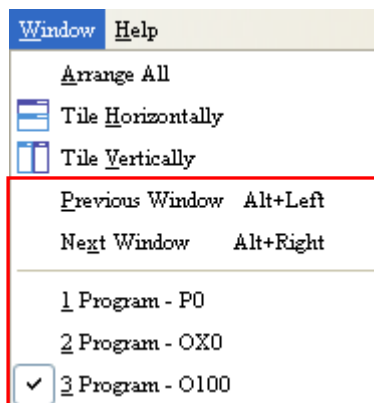 Window Help
Arrange All
Tile Horizontally
Tile Vertically
Previous Window Alt+Left
Next Window Alt+Right
1 Program - P0
2 Program - OX0
3 Program - O100